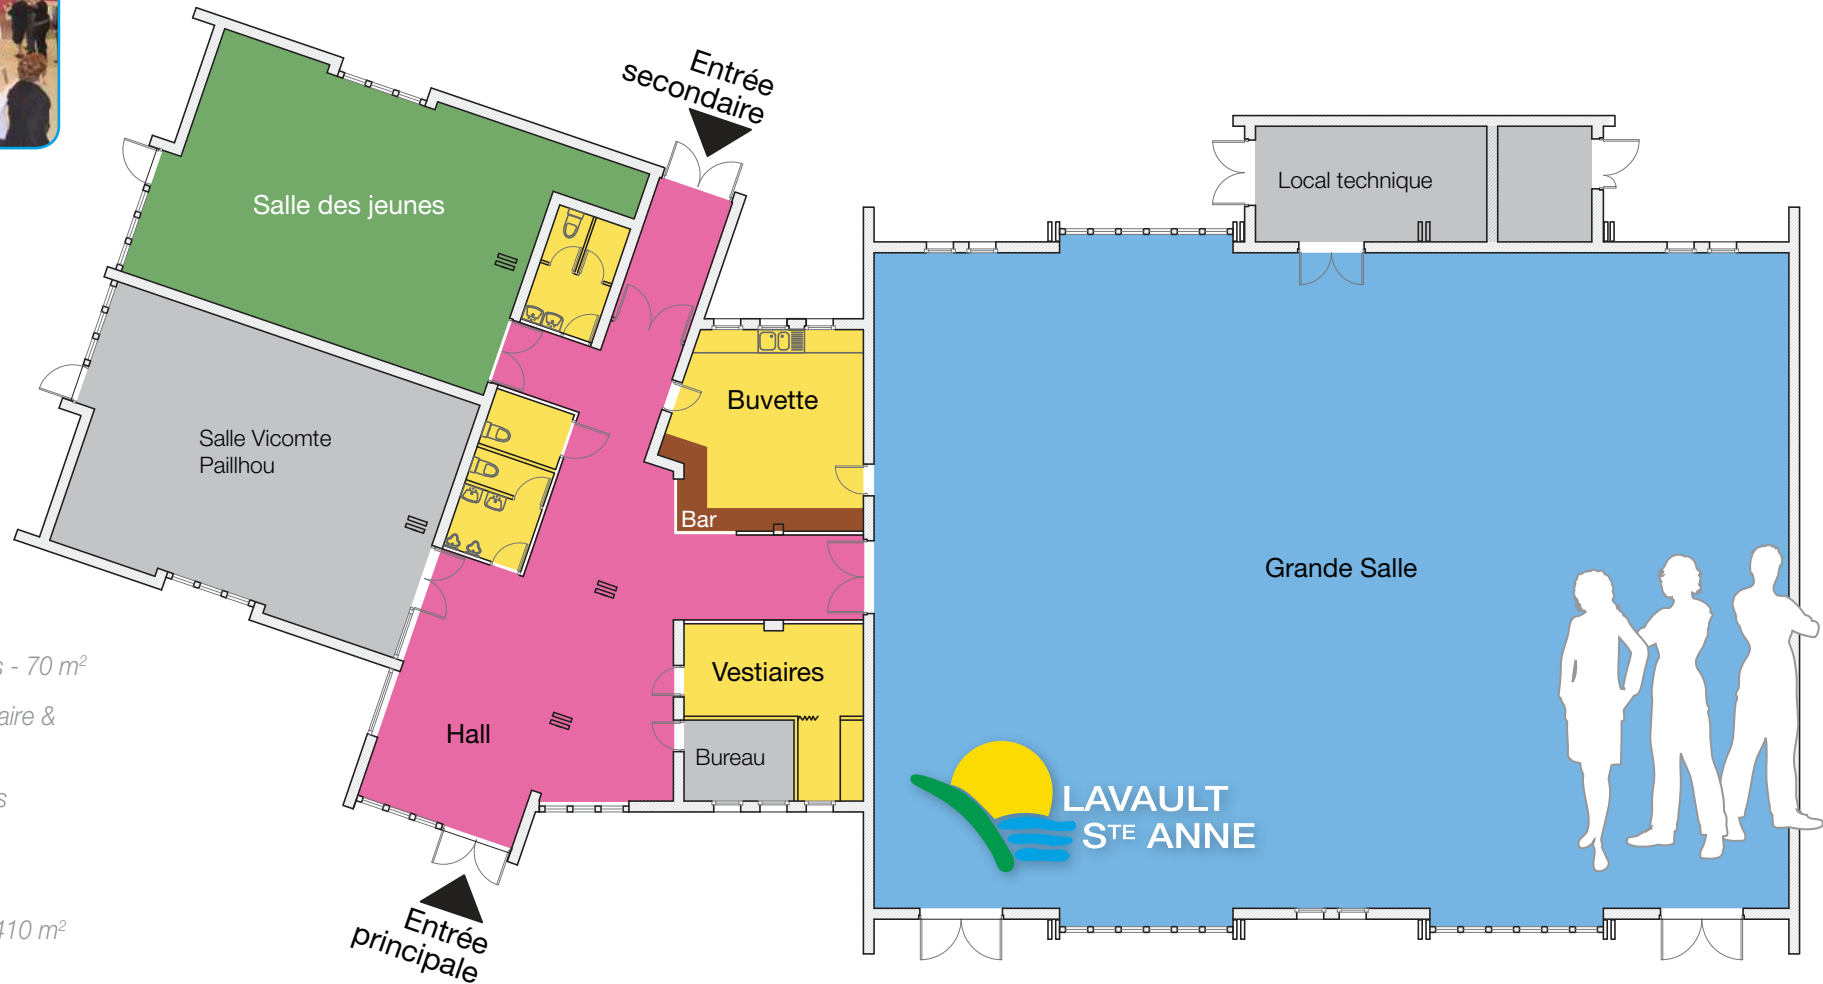 Entrée
secondaire
Salle des jeunes
Local technique
Buvette
Salle Vicomte
Paillhou
Bar
Grande Salle
s - 70 m²
Vestiaires
aire &
Hall
Bureau
s
LAVAULT
STE ANNE
410 m²
Entrée
principale